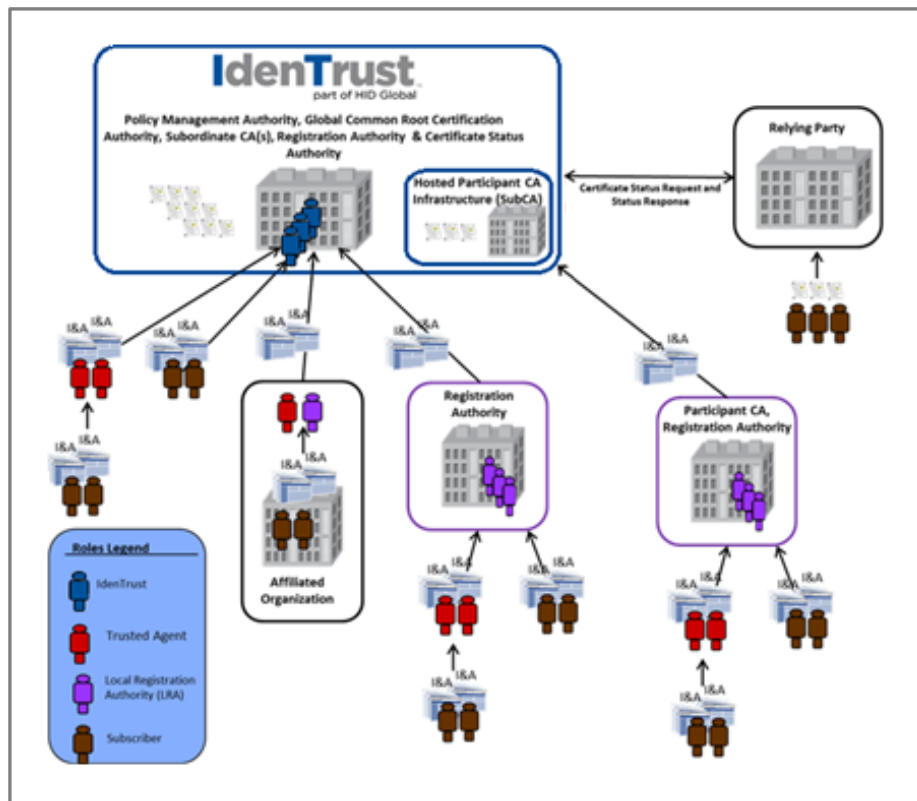 IdenTrust™
part of HID Global
Policy Management Authority, Global Common Root Certification
Authority, Subordinate CA(s), Registration Authority & Certificate Status
Authority
Hosted Participant CA
Infrastructure (SubCA)
Relying Party
Certificate Status Request and
Status Response
I&A
I&A
I&A
I&A
I&A
I&A
I&A
I&A
I&A
I&A
I&A
I&A
Registration
Authority
Participant CA,
Registration Authority
I&A
I&A
Affiliated
Organization
Roles Legend
IdenTrust
Trusted Agent
Local Registration
Authority (LRA)
Subscriber
I&A
I&A
I&A
I&A
I&A
I&A
I&A
I&A
I&A
I&A
I&A
I&A